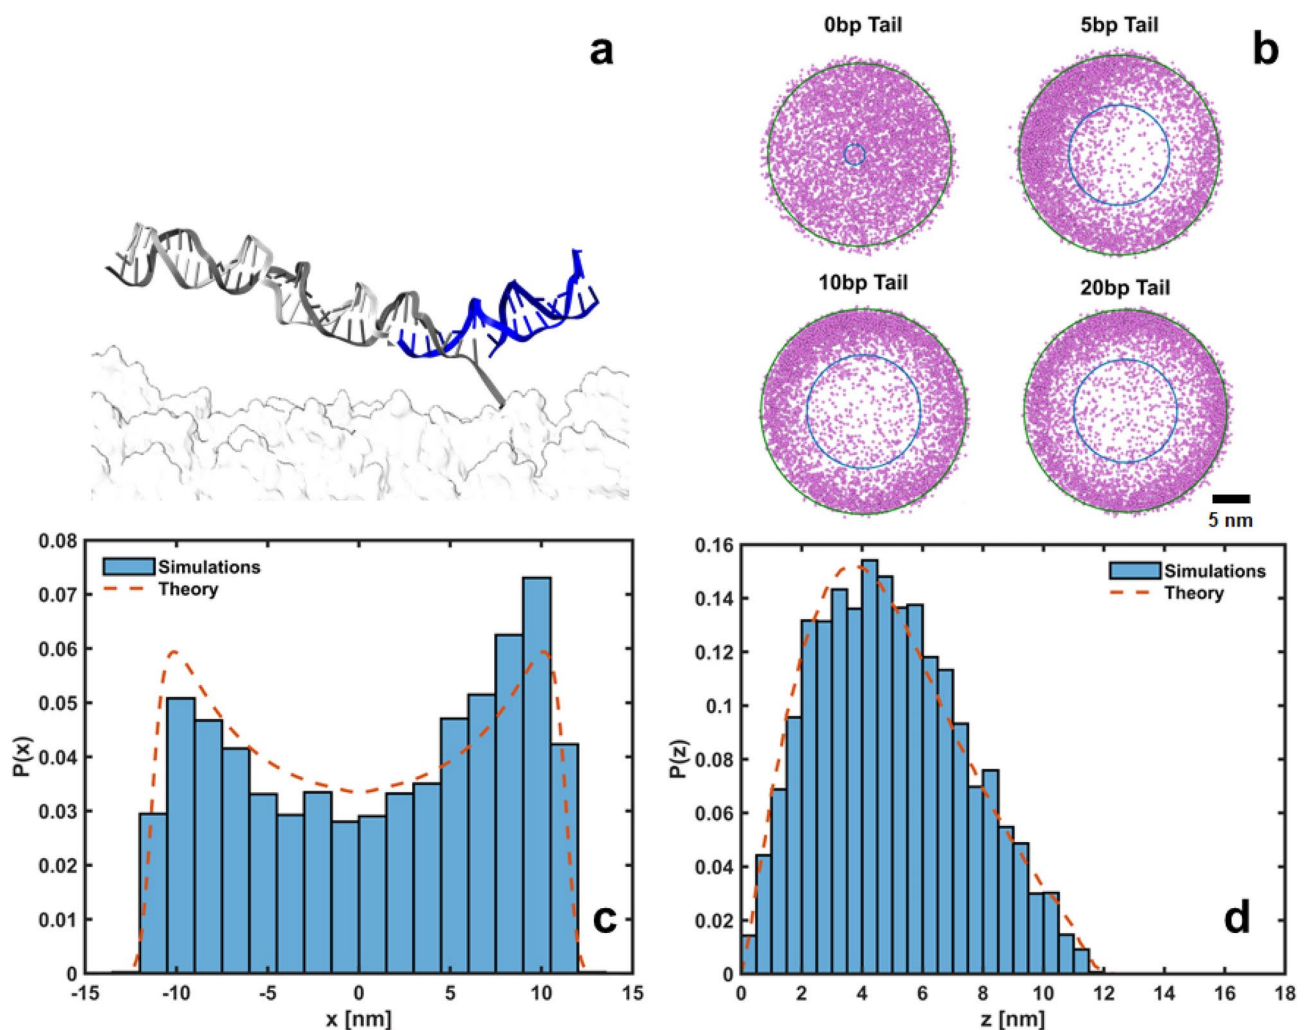 a
0bp Tail
5bp Tail
b
10bp Tail
20bp Tail
5 nm
0.08
0.07
0.06
0.05
0.04
0.03
0.02
0.01
0
P(x)
Simulations
Theory
c
-15
-10
-5
0
5
10
15
x [nm]
0.16
0.14
0.12
0.1
0.08
0.06
0.04
0.02
0
P(z)
Simulations
Theory
d
0
2
4
6
8
10
12
14
16
18
z [nm]